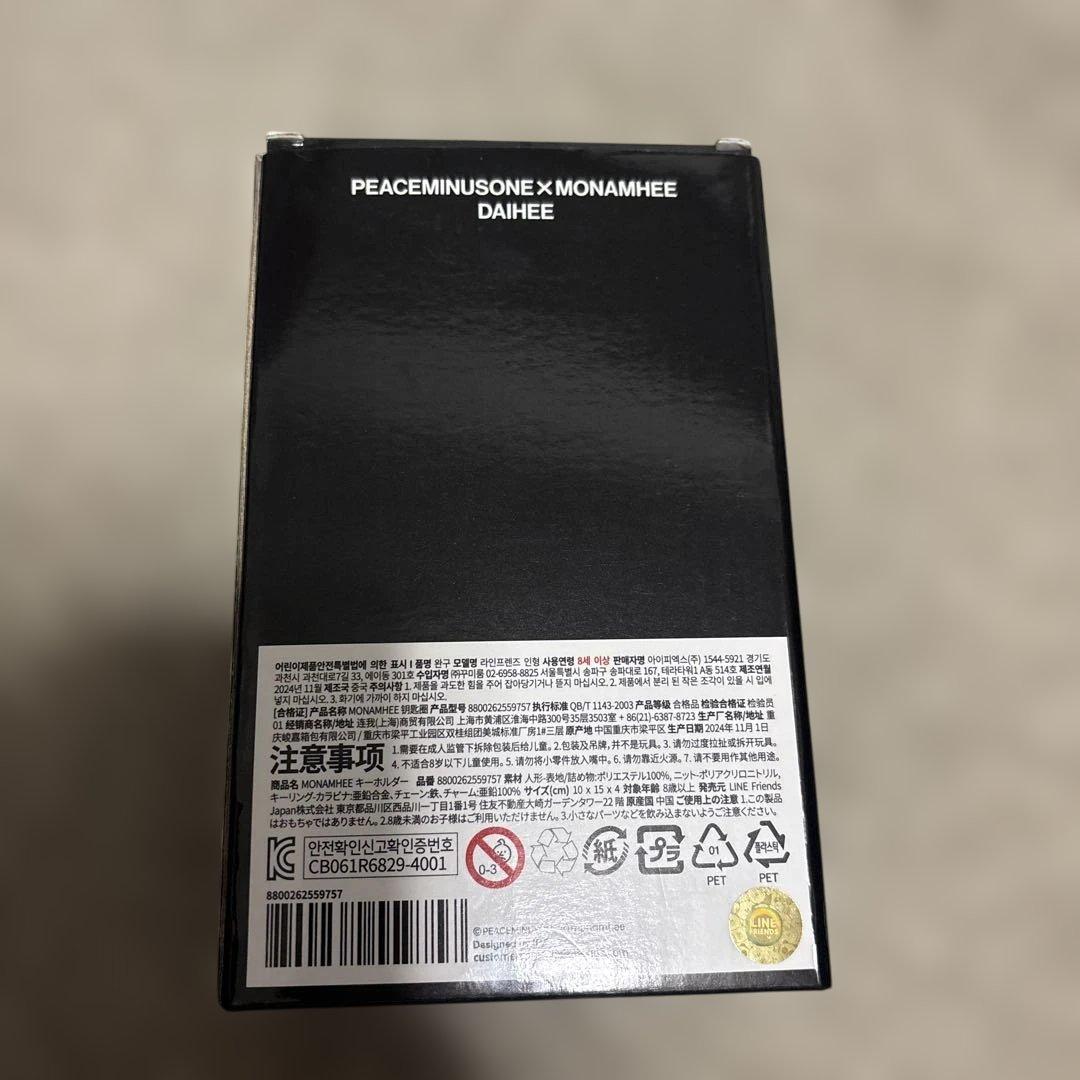 PEACEMINUSONE×MONAMHEE
DAIHEE
어린이제품안전특별법에 의한 표시 I 품명 완구 모델명 라인프렌즈 인형 사용연령 8세 이상 판매자명 아이피엑스(주) 1544-5921 경기도
과천시 과천대로7길 33, 에이동 301호 수입자명 ㈜꾸미룸 02-6958-8825 서울특별시 송파구 송파대로 167, 테라타워1 A동 514호 제조연월
2024년 11월 제조국 중국 주의사항 1. 제품을 과도한 힘을 주어 잡아당기거나 뜯지 마십시오. 2. 제품에서 분리 된 작은 조각이 있을 시 입에
넣지 마십시오. 3. 화기에 가까이 하지 마십시오.
[合格证] 产品名称 MONAMHEE 钥匙圈 产品型号 8800262559757 执行标准 QB/T 1143-2003 产品等级 合格品 检验合格证 检验员
01 经销商名称/地址 连我(上海)商贸有限公司 上海市黄浦区淮海中路300号35层3503室 + 86(21)-6387-8723 生产厂名称/地址 重
庆峻嘉箱包有限公司 / 重庆市梁平工业园区双桂组团美城标准厂房1#三层 原产地 中国重庆市梁平区 生产日期 2024年 11月 1日
注意事项 1.需要在成人监管下拆除包装后给儿童。2.包装及吊牌，并不是玩具。3. 请勿过度拉扯或拆开玩具。
4. 不适合8岁以下儿童使用。5. 请勿将小零件放入嘴中。6. 请勿靠近火源。7. 请不要用作其他用途。
商品名 MONAMHEE キーホルダー 品番 8800262559757 素材 人形-表地/詰め物:ポリエステル100%, ニット-ポリアクリロニトリル,
キーリング-カラビナ:亜鉛合金、チェーン:鉄、チャーム:亜鉛100% サイズ(cm) 10 x 15 x 4 対象年齢 8歳以上 発売元 LINE Friends
Japan株式会社 東京都品川区西品川一丁目1番1号 住友不動産大崎ガーデンタワー22 階 原産国 中国 ご使用上の注意 1.この製品
はおもちゃではありません。2.8歳未満のお子様はご利用いただけません。3.小さなパーツなどを飲み込まないようご注意ください。
안전확인신고확인증번호
CB061R6829-4001
0-3
紙
プラ
01
PET
플라스틱
PET
8800262559757
LINE
FRIENDS
© PEACEMINUS
Designed